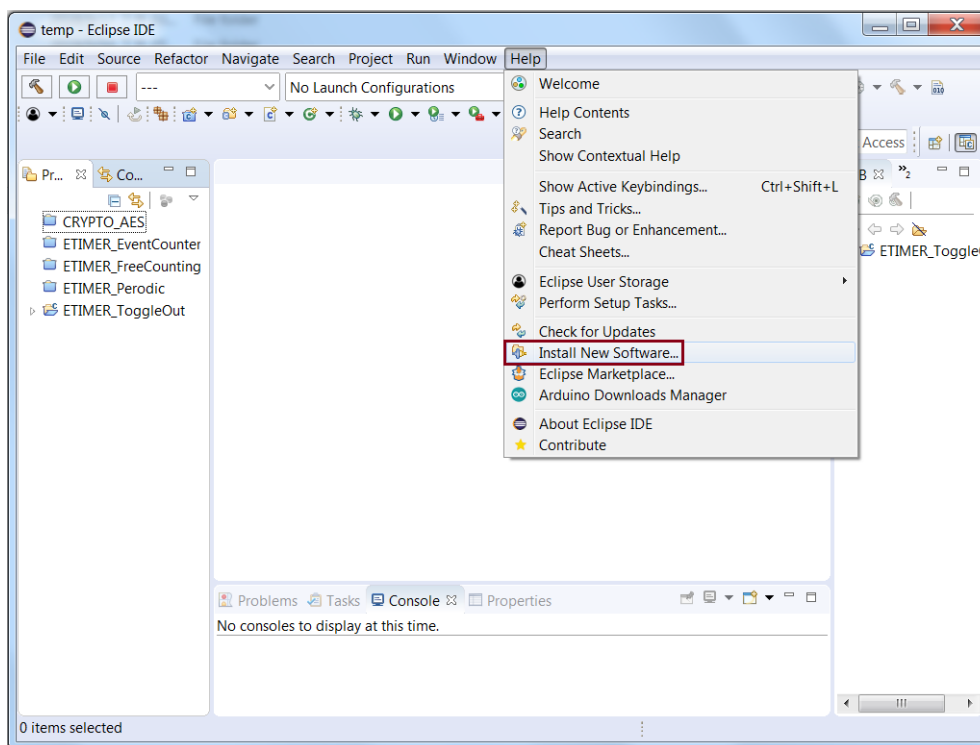 temp - Eclipse IDE
File Edit Source Refactor Navigate Search Project Run Window Help
--- No Launch Configurations
Access
Pr... Co...
B 2
CRYPTO_AES
ETIMER_EventCounter
ETIMER_FreeCounting
ETIMER_Perodic
ETIMER_ToggleOut
Welcome
Help Contents
Search
Show Contextual Help
Show Active Keybindings... Ctrl+Shift+L
Tips and Tricks...
Report Bug or Enhancement...
Cheat Sheets...
Eclipse User Storage
Perform Setup Tasks...
Check for Updates
Install New Software...
Eclipse Marketplace...
Arduino Downloads Manager
About Eclipse IDE
Contribute
ETIMER_Toggle
Problems Tasks Console Properties
No consoles to display at this time.
0 items selected